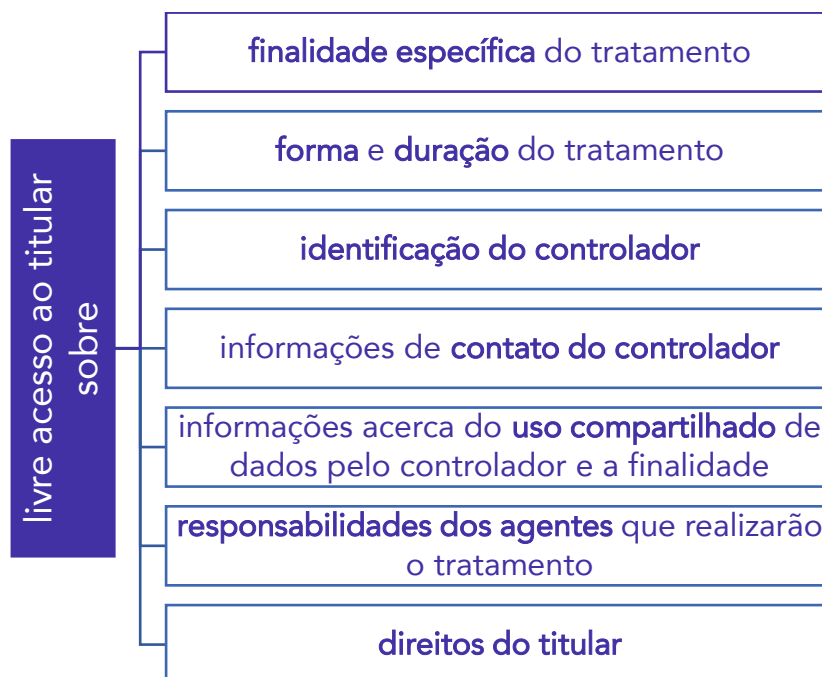 livre acesso ao titular
sobre
finalidade específica do tratamento
forma e duração do tratamento
identificação do controlador
informações de contato do controlador
informações acerca do uso compartilhado de
dados pelo controlador e a finalidade
responsabilidades dos agentes que realizarão
o tratamento
direitos do titular